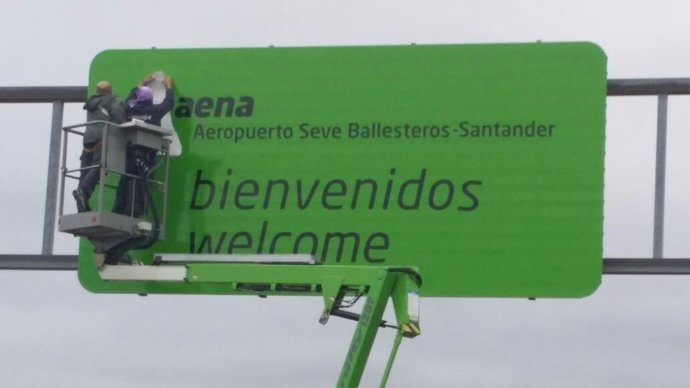 aena
Aeropuerto Seve Ballesteros-Santander
bienvenidos
welcome